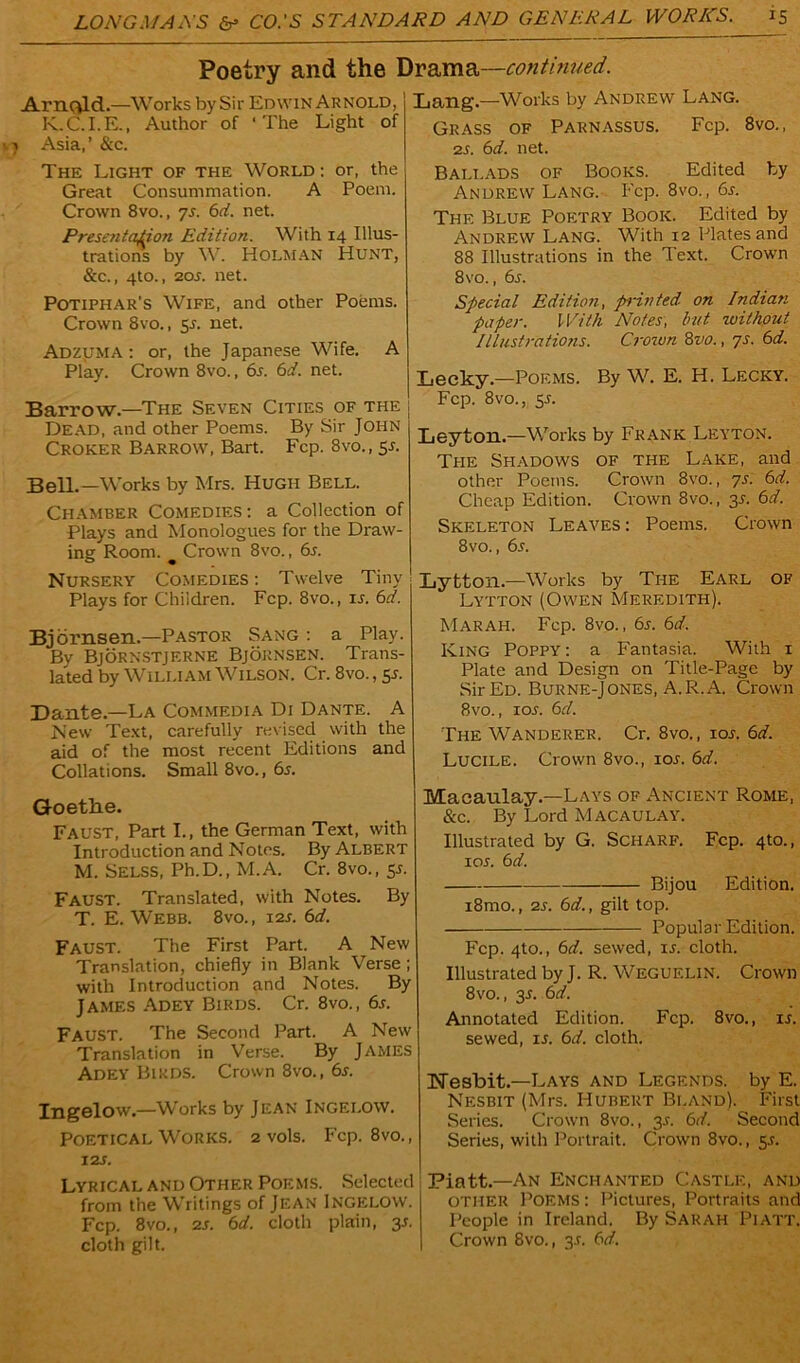 LONGMANS & CO.'S STANDARD AND GENERAL WORKS. 15
Poetry and the Drama—continued.
Arnold.—Works by Sir EDWIN ARNOLD,
K.C.I.E., Author of ‘The Light of
Asia,’ &c.
THE LIGHT OF THE WORLD: or, the
Great Consummation. A Poem.
Crown 8vo., 7s. 6d. net.
Presentation Edition. With 14 Illus-
trations by W. HOLMAN HUNT,
&c., 4to., 20s. net.
POTIPHAR'S WIFE, and other Poems.
Crown 8vo., 5s. net.
ADZUMA: or, the Japanese Wife. A
Play. Crown 8vo., 6s. 6d. net.
Barrow.—THE SEVEN CITIES OF THE
DEAD, and other Poems. By Sir JOHN
CROKER BARROW, Bart. Fcp. 8vo., 5s.
Bell.—Works by Mrs. HUGH BELL.
CHAMBER COMEDIES: a Collection of
Plays and Monologues for the Draw-
ing Room. Crown 8vo., 6s.
NURSERY COMEDIES: Twelve Tiny
Plays for Children. Fcp. 8vo., 1s. 6d.
Björnsen.—PASTOR SANG: a Play.
By BJÖRNSTJERNE BJÖRNSEN. Trans-
lated by WILLIAM WILSON. Cr. 8vo., 5s.
Dante.—LA COMMEDIA DI DANTE. A
New Text, carefully revised with the
aid of the most recent Editions and
Collations. Small 8vo., 6s.
Goethe.
FAUST, Part I., the German Text, with
Introduction and Notes. By ALBERT
M. SELSS, Ph.D., M.A. Cr. 8vo., 5s.
FAUST. Translated, with Notes. By
T. E. WEBB. 8vo., 12s. 6d.
FAUST. The First Part. A New
Translation, chiefly in Blank Verse;
with Introduction and Notes. By
JAMES ADEY BIRDS. Cr. 8vo., 6s.
FAUST. The Second Part. A New
Translation in Verse. By JAMES
ADEY BIRDS. Crown 8vo., 6s.
Ingelow.—Works by JEAN INGELOW.
POETICAL WORKS. 2 vols. Fcp. 8vo.,
12s.
LYRICAL AND OTHER POEMS. Selected
from the Writings of JEAN INGELOW.
Fcp. 8vo., 2s. 6d. cloth plain, 3s.
cloth gilt.
Lang.—Works by ANDREW LANG.
GRASS OF PARNASSUS. Fcp. 8vo.,
2s. 6d. net.
BALLADS OF BOOKS. Edited by
ANDREW LANG. Fcp. 8vo., 6s.
THE BLUE POETRY BOOK. Edited by
ANDREW LANG. With 12 Plates and
88 Illustrations in the Text. Crown
8vo., 6s.
Special Edition, printed on Indian
paper. With Notes, but without
Illustrations. Crown 8vo., 7s. 6d.
Lecky.—POEMS. By W. E. H. LECKY.
Fcp. 8vo., 5s.
Leyton.—Works by FRANK LEYTON.
THE SHADOWS OF THE LAKE, and
other Poems. Crown 8vo., 7s. 6d.
Cheap Edition. Crown 8vo., 3s. 6d.
SKELETON LEAVES: Poems. Crown
8vo., 6s.
Lytton.—Works by THE EARL OF
LYTTON (OWEN MEREDITH).
MARAH. Fcp. 8vo., 6s. 6d.
KING POPPY: a Fantasia. With 1
Plate and Design on Title-Page by
Sir ED. BURNE-JONES, A.R.A. Crown
8vo., 10s. 6d.
THE WANDERER. Cr. 8vo., 10s. 6d.
LUCILE. Crown 8vo., 10s. 6d.
Macaulay.—LAYS OF ANCIENT ROME,
&c. By Lord MACAULAY.
Illustrated by G. SCHARF. Fcp. 4to.,
10s. 6d.
——— Bijou Edition.
18mo., 2s. 6d., gilt top.
——— Popular Edition.
Fcp. 4to., 6d. sewed, 1s. cloth.
Illustrated by J. R. WEGUELIN. Crown
8vo., 3s. 6d.
Annotated Edition. Fcp. 8vo., 1s.
sewed, 1s. 6d. cloth.
Nesbit.—LAYS AND LEGENDS. by E.
NESBIT (Mrs. HUBERT BLAND). First
Series. Crown 8vo., 3s. 6d. Second
Series, with Portrait. Crown 8vo., 5s.
Piatt.—AN ENCHANTED CASTLE, AND
OTHER POEMS: Pictures, Portraits and
People in Ireland. By SARAH PIATT.
Crown 8vo., 3s. 6d.